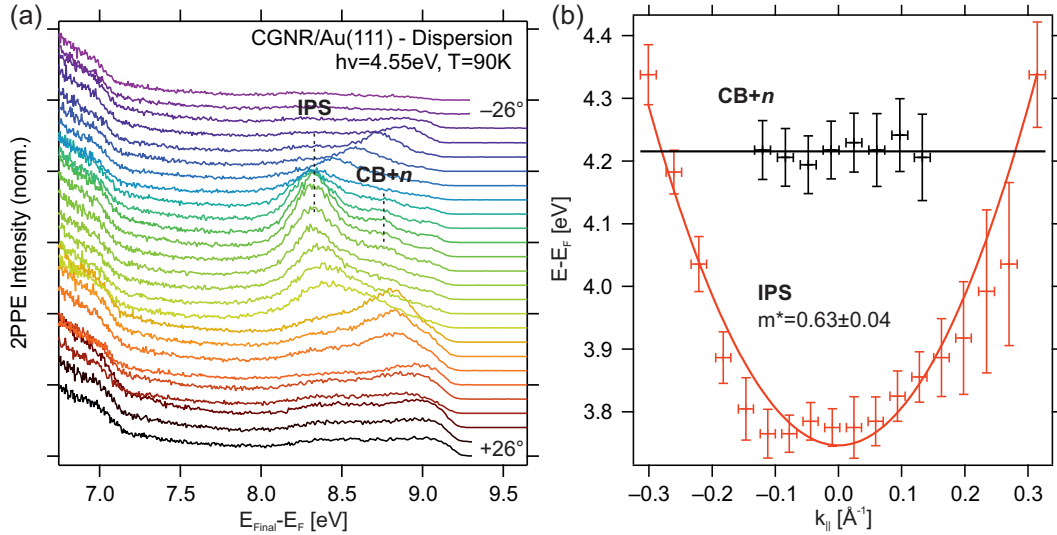 (a)
CGNR/Au(111) - Dispersion
hν=4.55eV, T=90K
IPS
–26°
CB+n
+26°
2PPE Intensity (norm.)
7.0 7.5 8.0 8.5 9.0 9.5
E_Final-E_F [eV]
(b)
4.4
4.3
4.2
4.1
4.0
3.9
3.8
E-E_F [eV]
CB+n
IPS
m*=0.63±0.04
–0.3 –0.2 –0.1 0.0 0.1 0.2 0.3
k_|| [Å⁻¹]